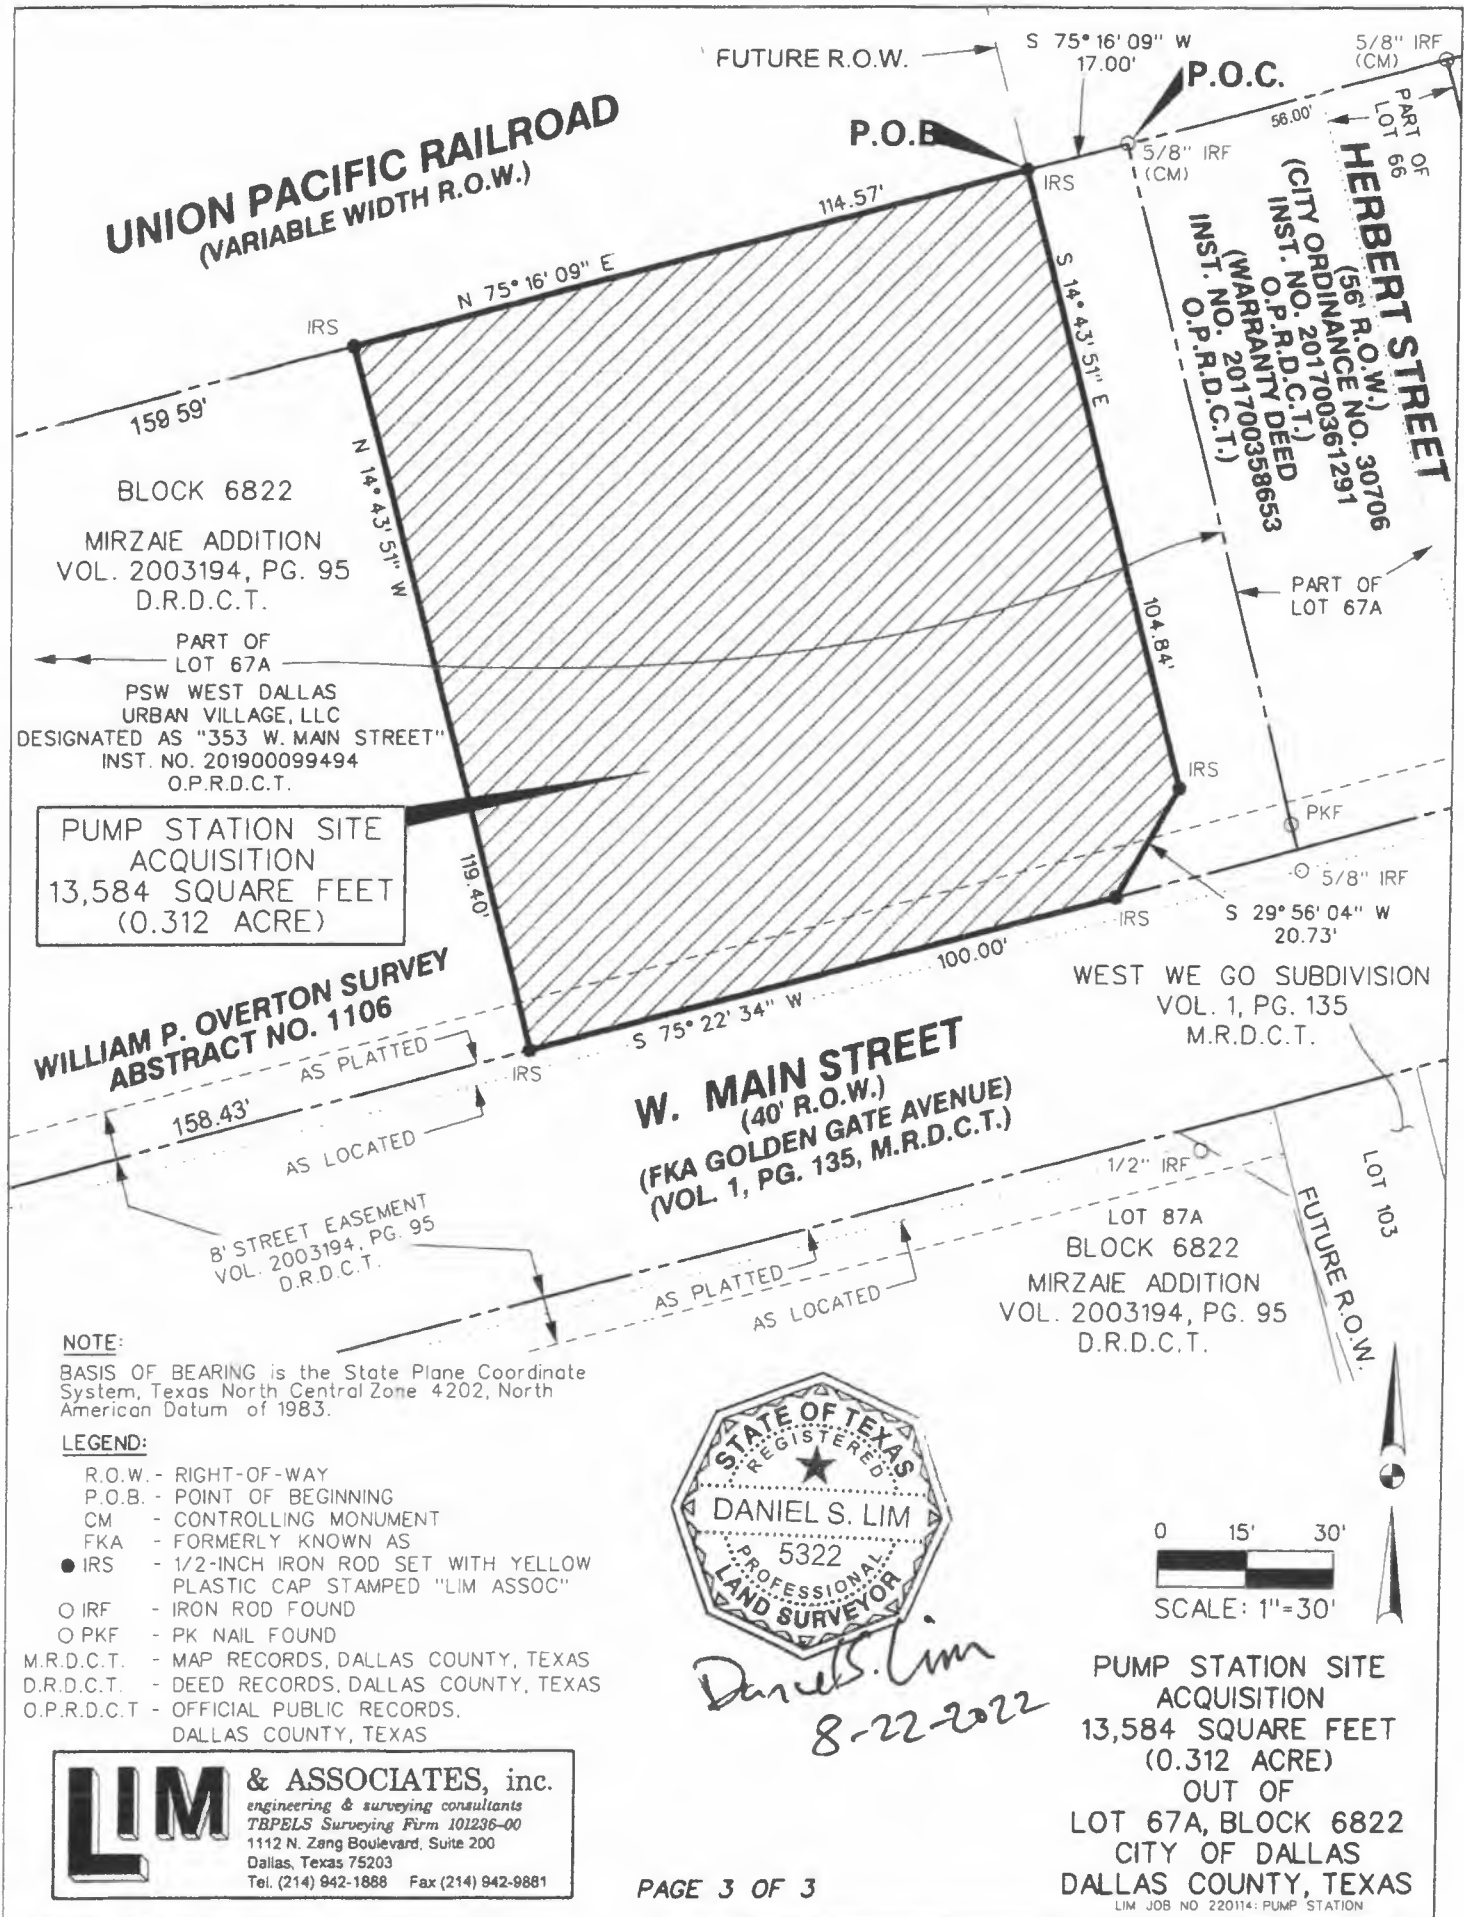 FUTURE R.O.W.
S 75° 16' 09" W
17.00'
P.O.C.
5/8" IRF
(CM)
P.O.B
IRS
5/8" IRF
(CM)
56.00'
PART OF
LOT 66
HERBERT STREET
(56' R.O.W.)
(CITY ORDINANCE NO. 30706
INST. NO. 201700361291
O.P.R.D.C.T.)
(WARRANTY DEED
INST. NO. 201700358653
O.P.R.D.C.T.)
UNION PACIFIC RAILROAD
(VARIABLE WIDTH R.O.W.)
114.57'
N 75° 16' 09" E
IRS
159 59'
S 14° 43' 51" E
104.84'
N 14° 43' 51" W
119.40'
BLOCK 6822
MIRZAIE ADDITION
VOL. 2003194, PG. 95
D.R.D.C.T.
PART OF
LOT 67A
PSW WEST DALLAS
URBAN VILLAGE, LLC
DESIGNATED AS "353 W. MAIN STREET"
INST. NO. 201900099494
O.P.R.D.C.T.
PART OF
LOT 67A
PUMP STATION SITE
ACQUISITION
13,584 SQUARE FEET
(0.312 ACRE)
IRS
PKF
5/8" IRF
IRS
S 29° 56' 04" W
20.73'
100.00'
S 75° 22' 34" W
IRS
WEST WE GO SUBDIVISION
VOL. 1, PG. 135
M.R.D.C.T.
WILLIAM P. OVERTON SURVEY
ABSTRACT NO. 1106
AS PLATTED
158.43'
AS LOCATED
W. MAIN STREET
(40' R.O.W.)
(FKA GOLDEN GATE AVENUE)
(VOL. 1, PG. 135, M.R.D.C.T.)
8' STREET EASEMENT
VOL. 2003194, PG. 95
D.R.D.C.T.
1/2" IRF
LOT 103
FUTURE R.O.W.
LOT 87A
BLOCK 6822
MIRZAIE ADDITION
VOL. 2003194, PG. 95
D.R.D.C.T.
AS PLATTED
AS LOCATED
NOTE:
BASIS OF BEARING is the State Plane Coordinate
System, Texas North Central Zone 4202, North
American Datum of 1983.
LEGEND:
R.O.W. - RIGHT-OF-WAY
P.O.B. - POINT OF BEGINNING
CM - CONTROLLING MONUMENT
FKA - FORMERLY KNOWN AS
IRS - 1/2-INCH IRON ROD SET WITH YELLOW
PLASTIC CAP STAMPED "LIM ASSOC"
IRF - IRON ROD FOUND
PKF - PK NAIL FOUND
M.R.D.C.T. - MAP RECORDS, DALLAS COUNTY, TEXAS
D.R.D.C.T. - DEED RECORDS, DALLAS COUNTY, TEXAS
O.P.R.D.C.T - OFFICIAL PUBLIC RECORDS,
DALLAS COUNTY, TEXAS
STATE OF TEXAS
REGISTERED
DANIEL S. LIM
5322
PROFESSIONAL
LAND SURVEYOR
Daniel S. Lim
8-22-2022
0 15' 30'
SCALE: 1"=30'
PUMP STATION SITE
ACQUISITION
13,584 SQUARE FEET
(0.312 ACRE)
OUT OF
LOT 67A, BLOCK 6822
CITY OF DALLAS
DALLAS COUNTY, TEXAS
LIM JOB NO 220114: PUMP STATION
LIM & ASSOCIATES, inc.
engineering & surveying consultants
TBPELS Surveying Firm 101236-00
1112 N. Zang Boulevard, Suite 200
Dallas, Texas 75203
Tel. (214) 942-1888 Fax (214) 942-9881
PAGE 3 OF 3